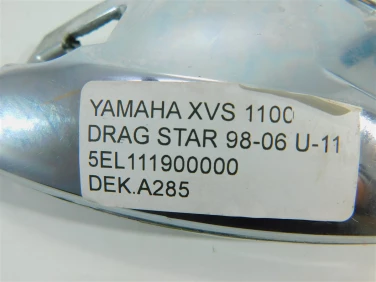 YAMAHA XVS 1100
DRAG STAR 98-06 U-11
5EL111900000
DEK.A285